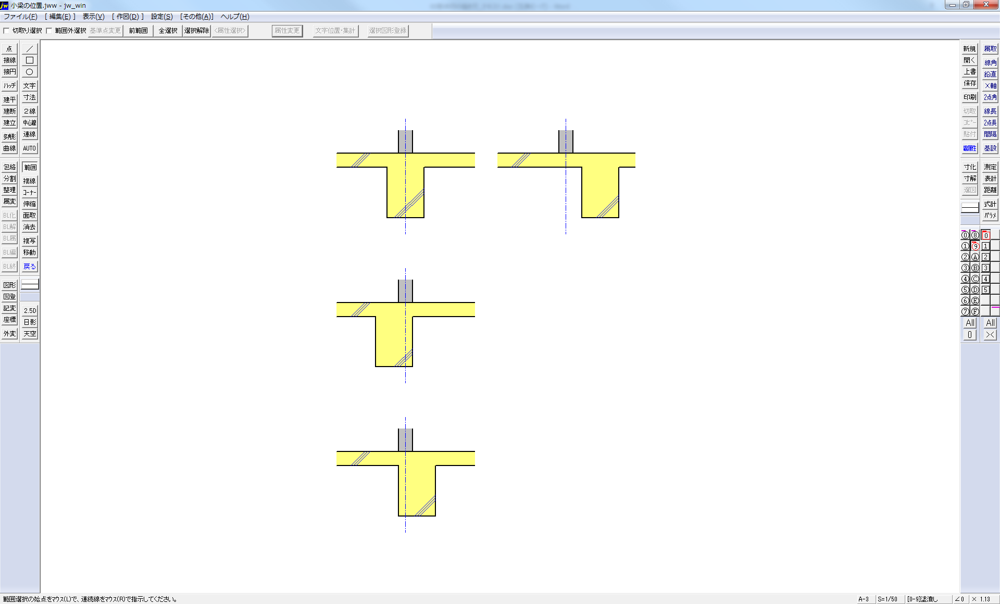 小梁の位置.jww - jw_win
ファイル(F) [ 編集(E) ] 表示(V) [ 作図(D) ] 設定(S) [その他(A)] ヘルプ(H)
切取り選択 範囲外選択 基準点変更 前範囲 全選択 選択解除 <属性選択> 属性変更 文字位置・集計 選択図形登録
点 ／
接線 □
接円 ○
ハッチ 文字
建平 寸法
建断 2線
建立 中心線
多角形 連線
曲線 AUTO
包絡 範囲
分割 複線
整理 コーナー
属変 伸縮
BL化 面取
BL解 消去
BL属 複写
BL編 移動
BL終 戻る
図形
図登
記変 2.5D
座標 日影
外変 天空
新規 属取
開く 線角
上書 鉛直
保存 X軸
印刷 2点角
切取 線長
コピー 2点長
貼付 間隔
線属性 基設
寸化 測定
寸解 表計
選図 距離
式計
パラメ
0 8 0
1 9 1
2 A 2
3 B 3
4 C 4
5 D 5
6 E
7 F
All All
0 ×
範囲選択の始点をマウス(L)で、連続線をマウス(R)で指示してください。 A-3 S=1/50 [0-9]塗潰し ∠0 × 1.13